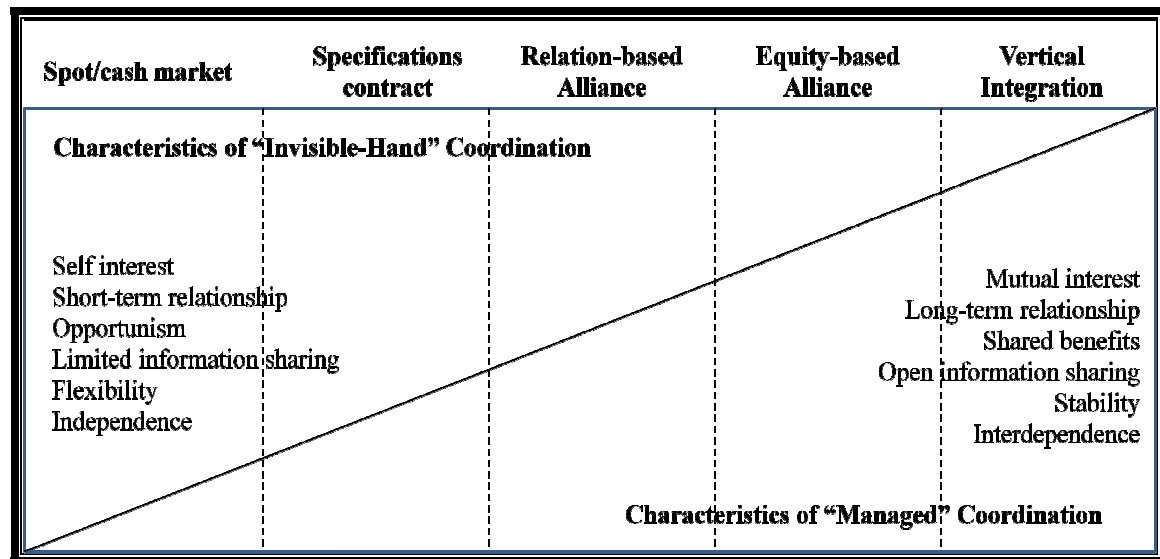 Spot/cash market
Specifications
contract
Relation-based
Alliance
Equity-based
Alliance
Vertical
Integration
Characteristics of “Invisible-Hand” Coordination
Self interest
Short-term relationship
Opportunism
Limited information sharing
Flexibility
Independence
Mutual interest
Long-term relationship
Shared benefits
Open information sharing
Stability
Interdependence
Characteristics of “Managed” Coordination